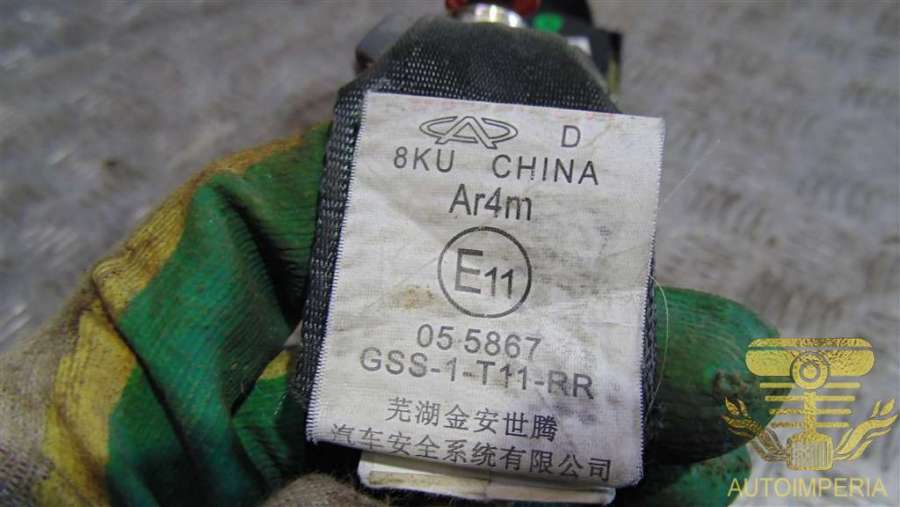 D
8KU CHINA
Ar4m
E11
05 5867
GSS-1-T11-RR
芜湖金安世腾
汽车安全系统有限公司
AUTOIMPERIA